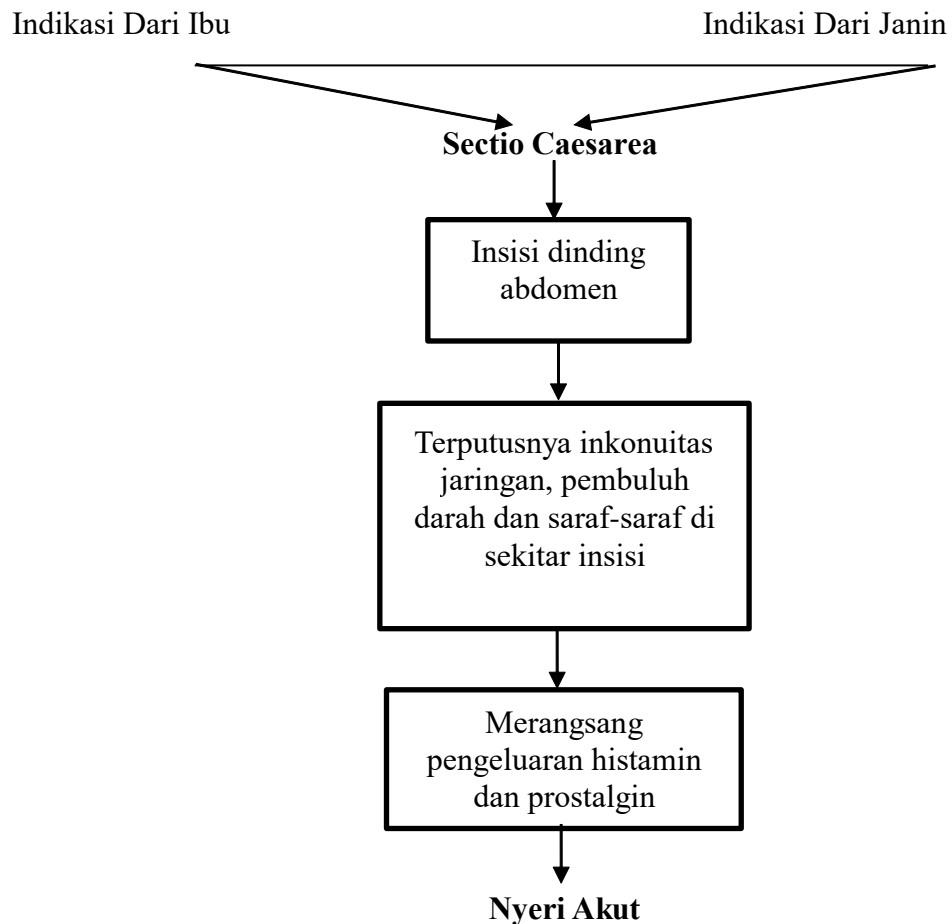 Indikasi Dari Ibu
Indikasi Dari Janin
Sectio Caesarea
Insisi dinding
abdomen
Terputusnya inkonuitas
jaringan, pembuluh
darah dan saraf-saraf di
sekitar insisi
Merangsang
pengeluaran histamin
dan prostalgin
Nyeri Akut